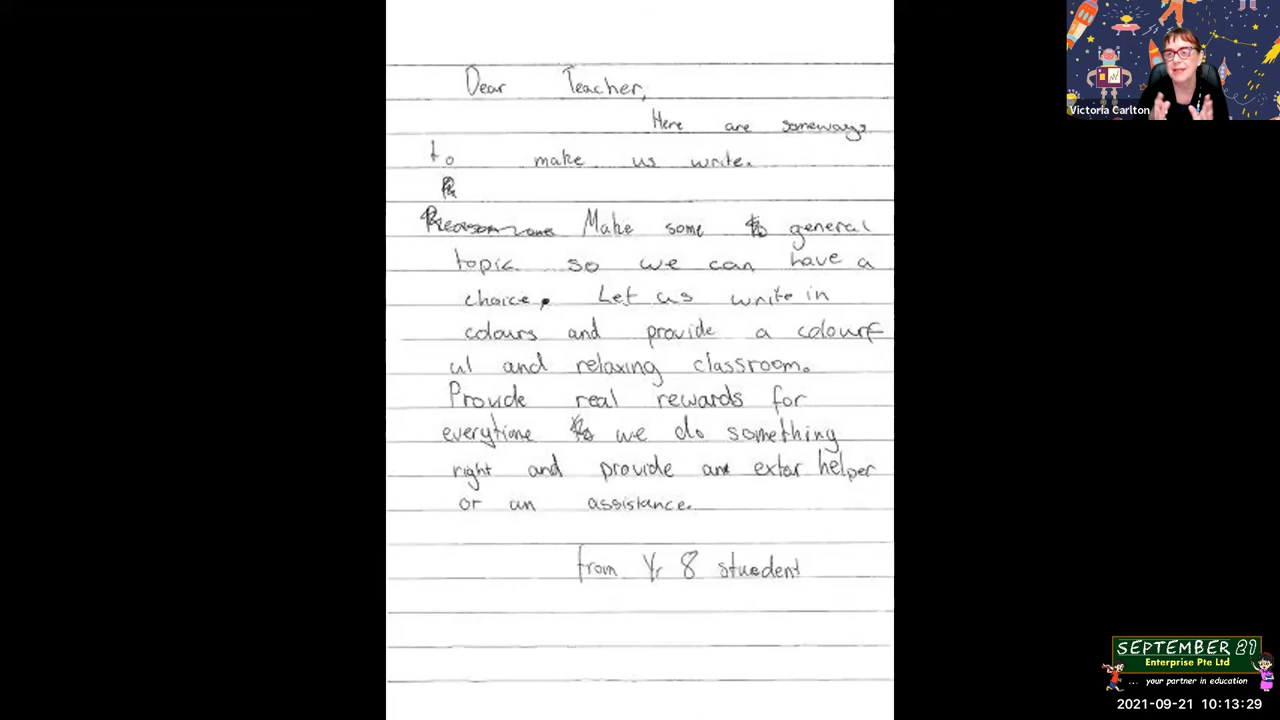 Dear Teacher,
Here are someways
to make us write.
Make some general
topic so we can have a
choice. Let us write in
colours and provide a colourf
ul and relaxing classroom.
Provide real rewards for
everytime we do something
right and provide an extar helper
or an assistance.
from Yr 8 stuedent
Victoria Carlton
SEPTEMBER 21
Enterprise Pte Ltd
... your partner in education
2021-09-21 10:13:29